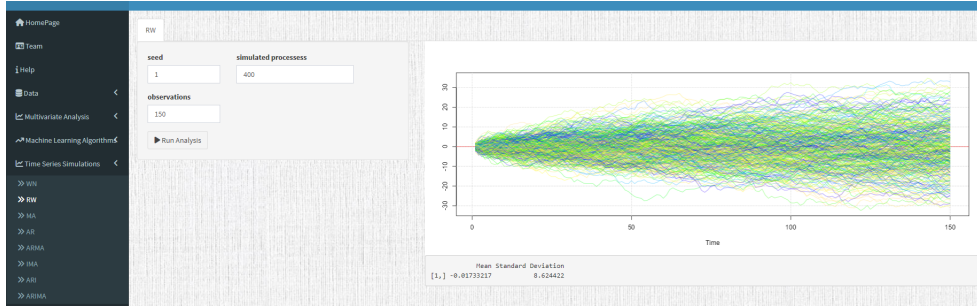 HomePage
Team
Help
Data
Multivariate Analysis
Machine Learning Algorithms
Time Series Simulations
WN
RW
MA
AR
ARMA
IMA
ARI
ARIMA
RW
seed
simulated processess
1
400
observations
150
Run Analysis
30
20
10
0
-10
-20
-30
0
50
100
150
Time
Mean Standard Deviation
[1,] -0.01733217 8.624422